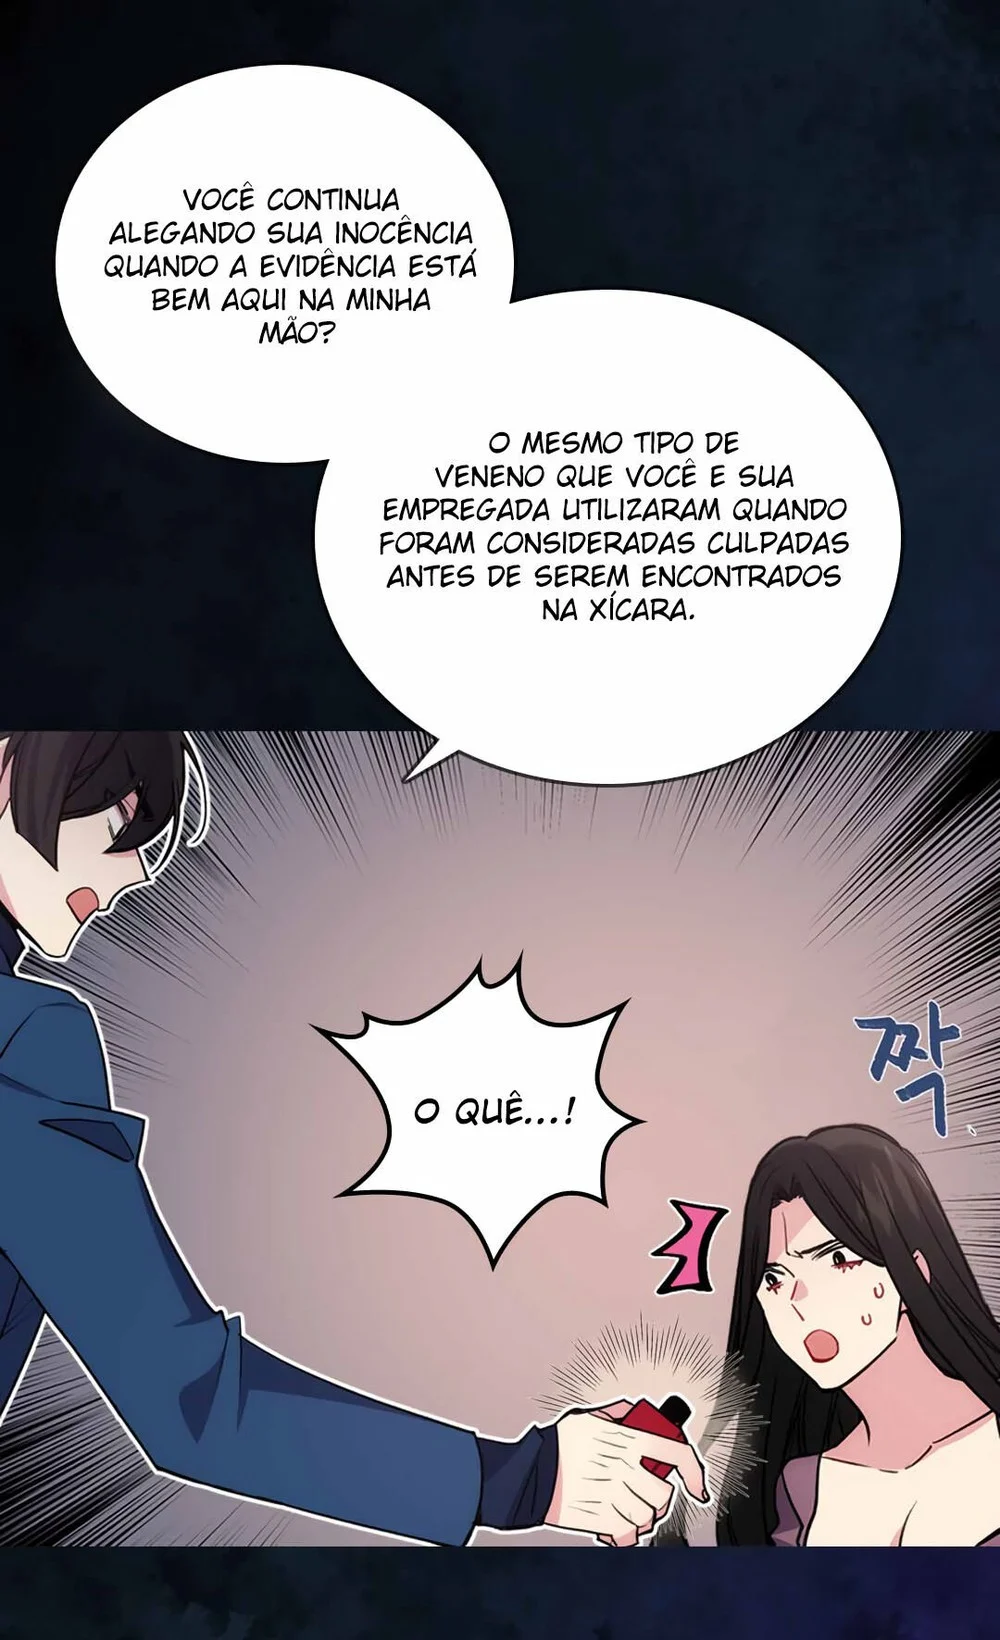 VOCÊ CONTINUA
ALEGANDO SUA INOCÊNCIA
QUANDO A EVIDÊNCIA ESTÁ
BEM AQUI NA MINHA
MÃO?
O MESMO TIPO DE
VENENO QUE VOCÊ E SUA
EMPREGADA UTILIZARAM QUANDO
FORAM CONSIDERADAS CULPADAS
ANTES DE SEREM ENCONTRADOS
NA XÍCARA.
O QUÊ...!
짝
!